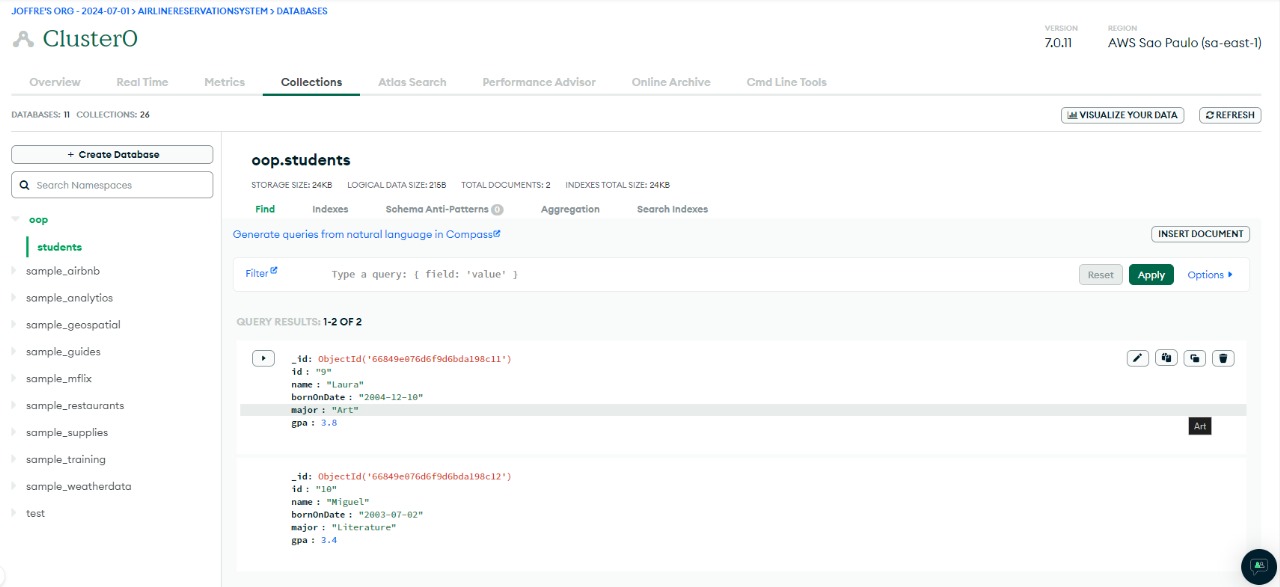 JOFFRE'S ORG - 2024-07-01 > AIRLINERESERVATIONSYSTEM > DATABASES
Cluster0
VERSION
7.0.11
REGION
AWS Sao Paulo (sa-east-1)
Overview Real Time Metrics Collections Atlas Search Performance Advisor Online Archive Cmd Line Tools
DATABASES: 11 COLLECTIONS: 26
VISUALIZE YOUR DATA
REFRESH
+ Create Database
Search Namespaces
oop
students
sample_airbnb
sample_analytics
sample_geospatial
sample_guides
sample_mflix
sample_restaurants
sample_supplies
sample_training
sample_weatherdata
test
oop.students
STORAGE SIZE: 24KB LOGICAL DATA SIZE: 215B TOTAL DOCUMENTS: 2 INDEXES TOTAL SIZE: 24KB
Find Indexes Schema Anti-Patterns 0 Aggregation Search Indexes
Generate queries from natural language in Compass
INSERT DOCUMENT
Filter
Type a query: { field: 'value' }
Reset Apply Options
QUERY RESULTS: 1-2 OF 2
_id: ObjectId('66849e076d6f9d6bda198c11')
id : "9"
name : "Laura"
bornOnDate : "2004-12-10"
major : "Art"
gpa : 3.8
Art
_id: ObjectId('66849e076d6f9d6bda198c12')
id : "10"
name : "Miguel"
bornOnDate : "2003-07-02"
major : "Literature"
gpa : 3.4